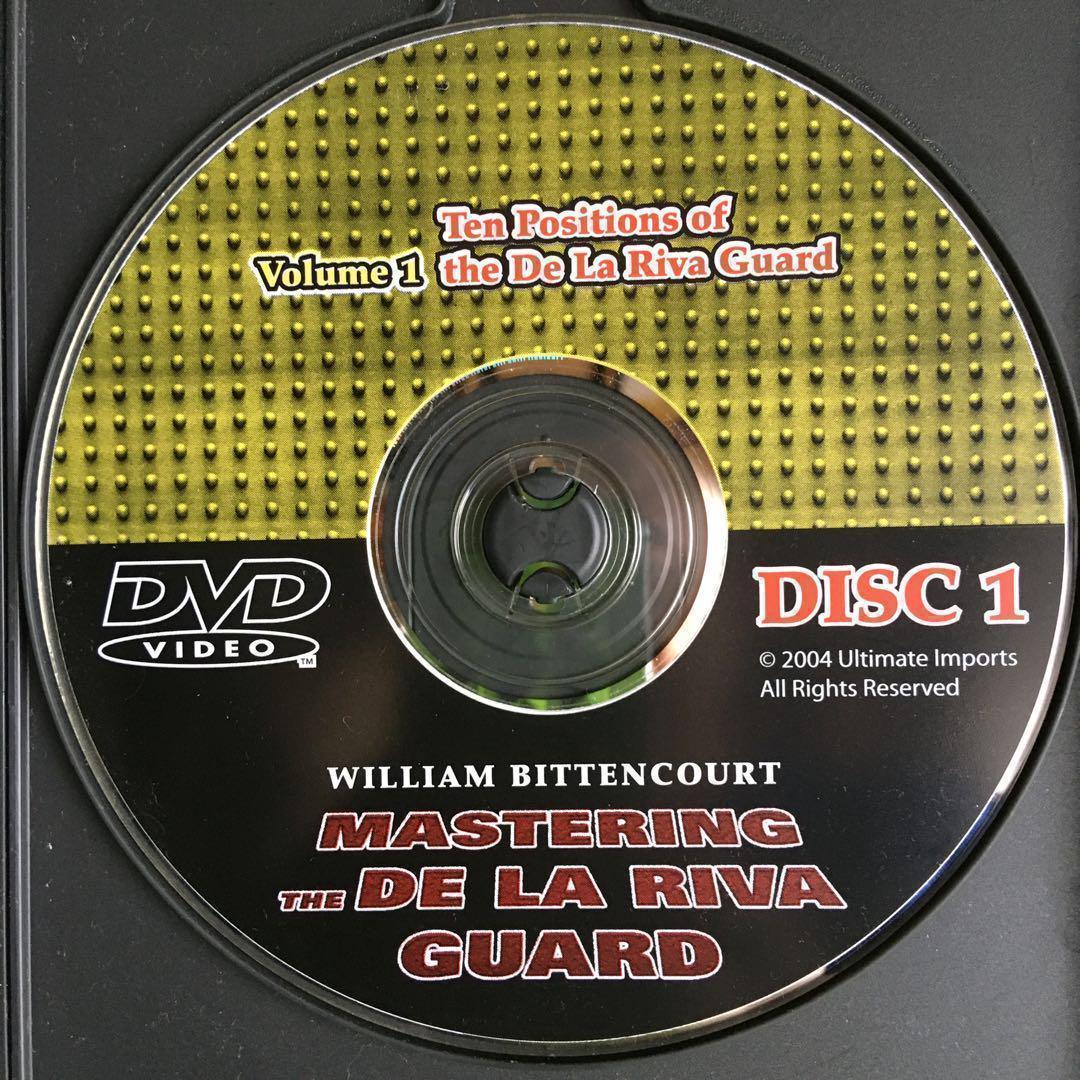 Ten Positions of
Volume 1 the De La Riva Guard
DVD
VIDEO TM
DISC 1
© 2004 Ultimate Imports
All Rights Reserved
WILLIAM BITTENCOURT
MASTERING
THE DE LA RIVA
GUARD